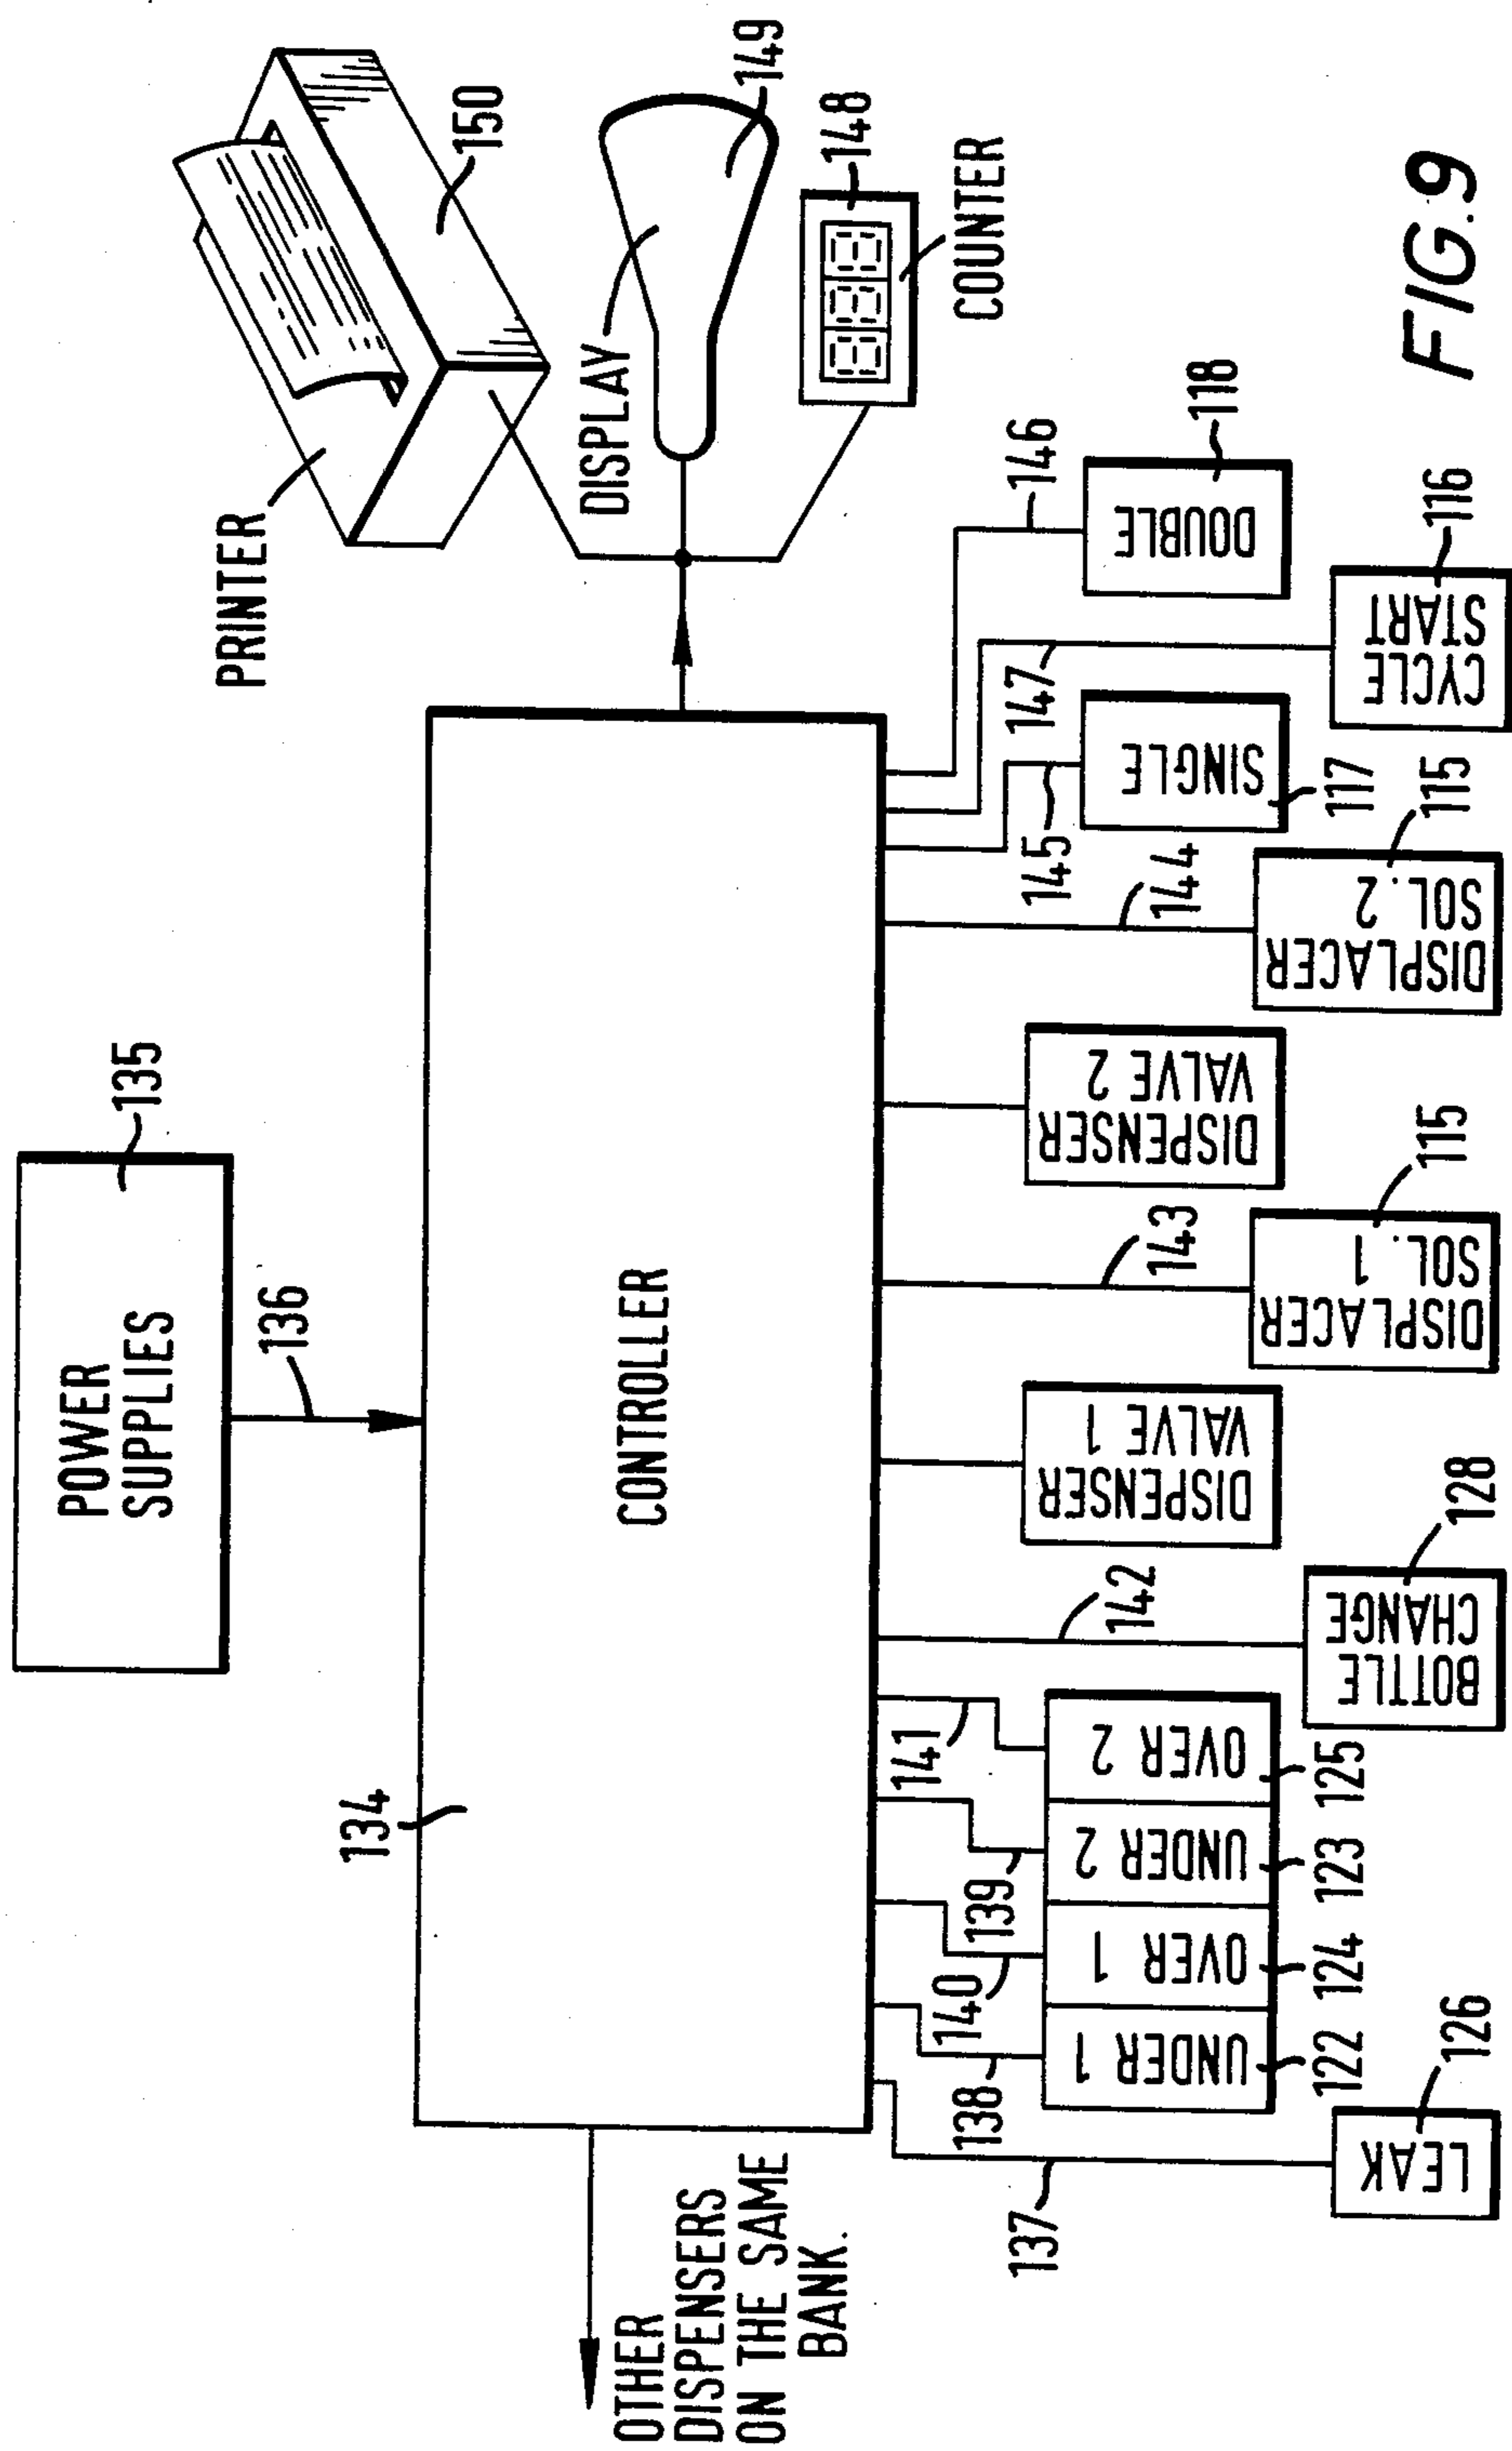 POWER
SUPPLIES
135
136
134
CONTROLLER
PRINTER
150
DISPLAY
149
148
COUNTER
OTHER
DISPENSERS
ON THE SAME
BANK.
137
138
140
139
141
142
143
144
145
147
146
LEAK
126
UNDER 1
122
OVER 1
124
UNDER 2
123
OVER 2
125
BOTTLE
CHANGE
128
DISPENSER
VALVE 1
DISPLACER
SOL. 1
115
DISPENSER
VALVE 2
DISPLACER
SOL. 2
115
SINGLE
117
CYCLE
START
116
DOUBLE
118
FIG. 9